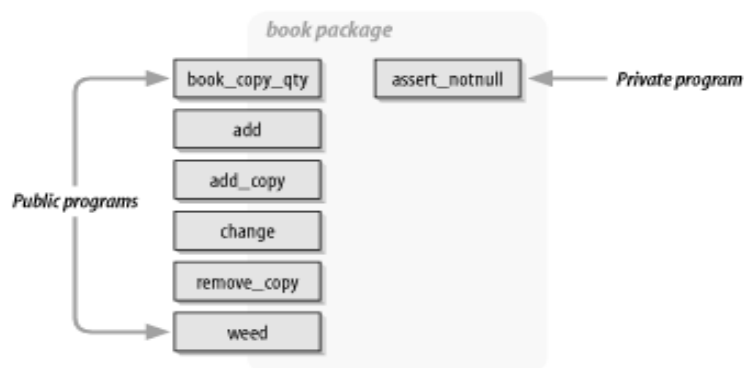 book package
book_copy_qty
assert_notnull
Private program
add
add_copy
Public programs
change
remove_copy
weed